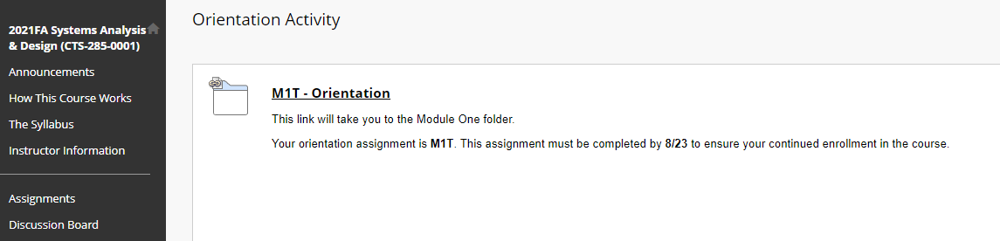 2021FA Systems Analysis
& Design (CTS-285-0001)
Announcements
How This Course Works
The Syllabus
Instructor Information
Assignments
Discussion Board
Orientation Activity
M1T - Orientation
This link will take you to the Module One folder.
Your orientation assignment is M1T. This assignment must be completed by 8/23 to ensure your continued enrollment in the course.